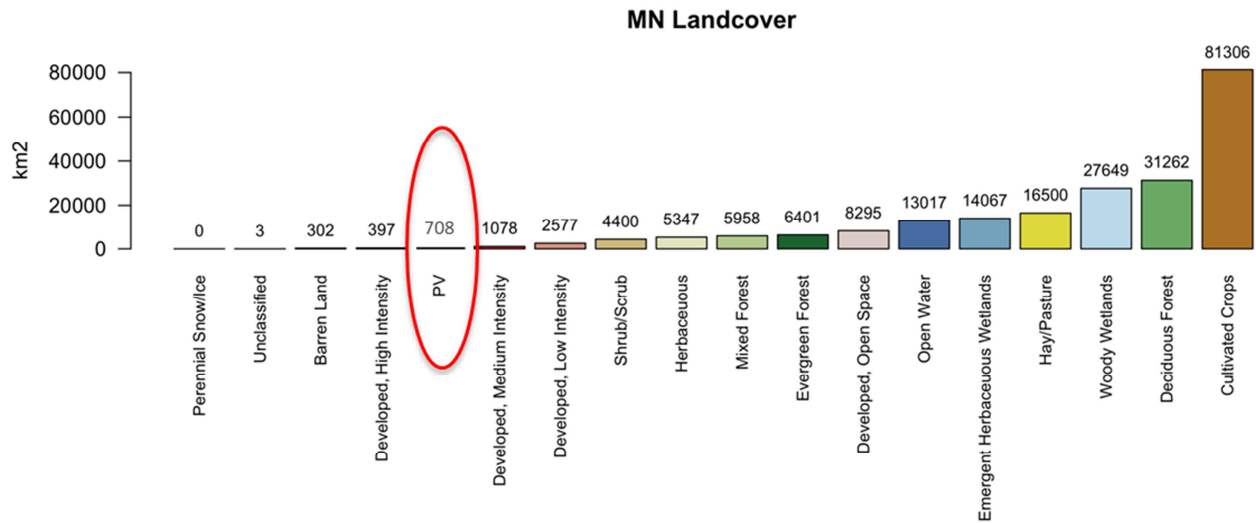 MN Landcover
km2
80000
60000
40000
20000
0
0
3
302
397
708
1078
2577
4400
5347
5958
6401
8295
13017
14067
16500
27649
31262
81306
Perennial Snow/Ice
Unclassified
Barren Land
Developed, High Intensity
PV
Developed, Medium Intensity
Developed, Low Intensity
Shrub/Scrub
Herbaceuous
Mixed Forest
Evergreen Forest
Developed, Open Space
Open Water
Emergent Herbaceuous Wetlands
Hay/Pasture
Woody Wetlands
Deciduous Forest
Cultivated Crops